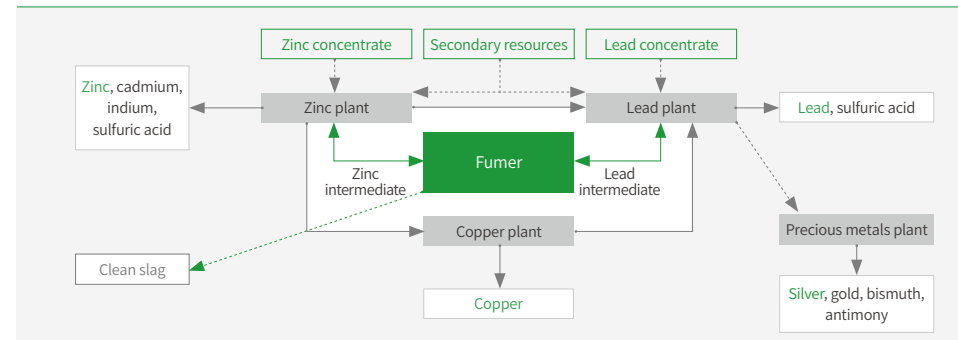 Zinc concentrate
Secondary resources
Lead concentrate
Zinc, cadmium,
indium,
sulfuric acid
Zinc plant
Lead plant
Lead, sulfuric acid
Fumer
Zinc
intermediate
Lead
intermediate
Copper plant
Precious metals plant
Clean slag
Copper
Silver, gold, bismuth,
antimony